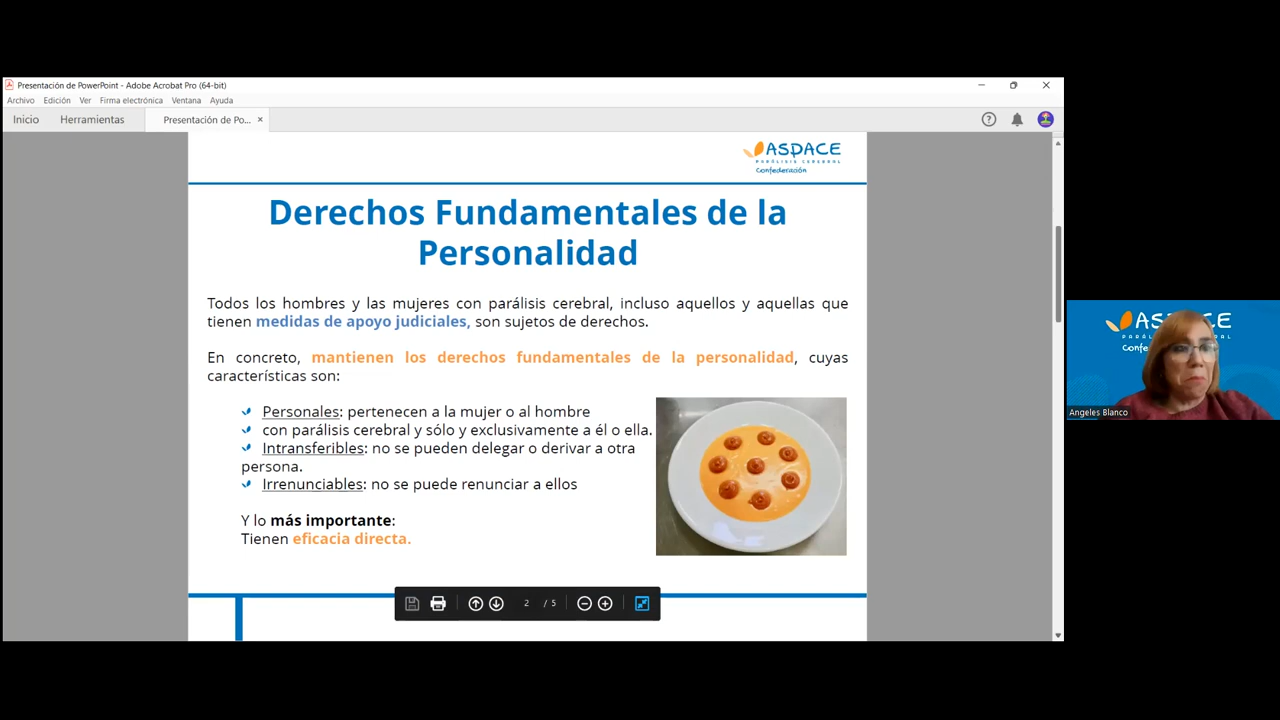 Presentación de PowerPoint - Adobe Acrobat Pro (64-bit)
Archivo Edición Ver Firma electrónica Ventana Ayuda
Inicio Herramientas Presentación de Po... ×
ASPACE
PARÁLISIS CEREBRAL
Confederación
Derechos Fundamentales de la
Personalidad
Todos los hombres y las mujeres con parálisis cerebral, incluso aquellos y aquellas que
tienen medidas de apoyo judiciales, son sujetos de derechos.
En concreto, mantienen los derechos fundamentales de la personalidad, cuyas
características son:
Personales: pertenecen a la mujer o al hombre
con parálisis cerebral y sólo y exclusivamente a él o ella.
Intransferibles: no se pueden delegar o derivar a otra
persona.
Irrenunciables: no se puede renunciar a ellos
Y lo más importante:
Tienen eficacia directa.
2 / 5
ASPACE
Angeles Blanco